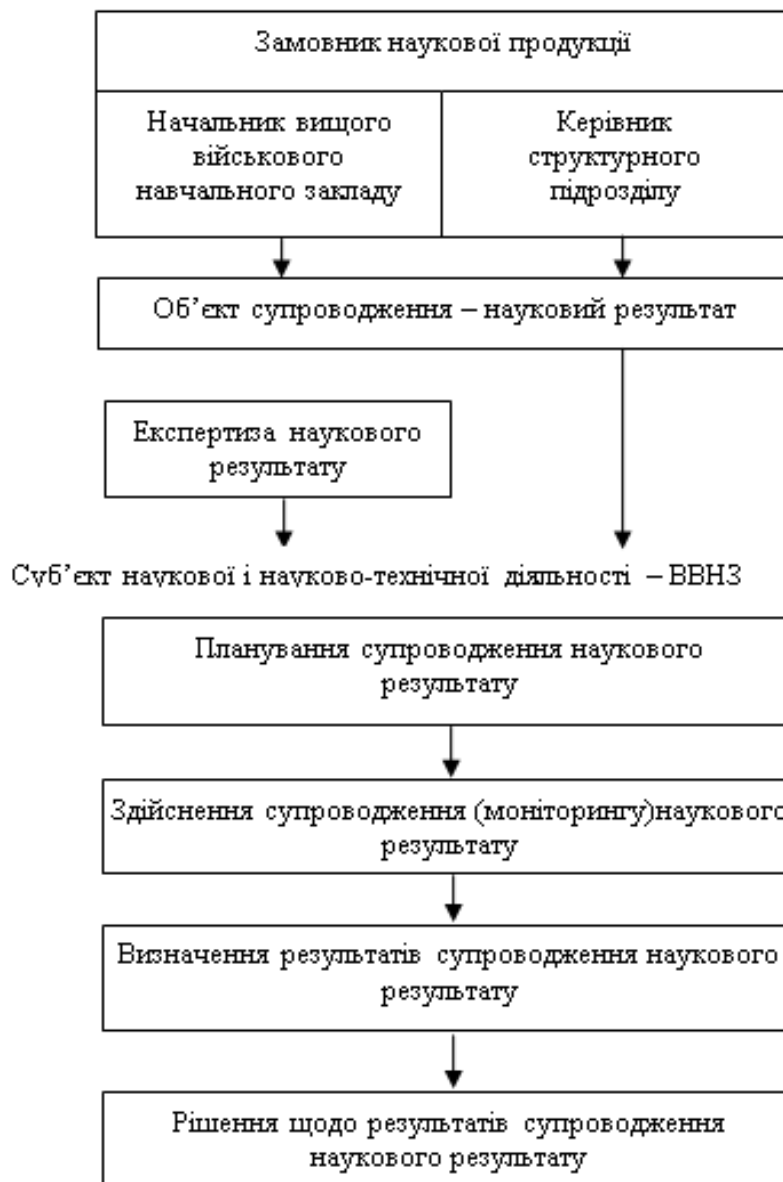 Замовник наукової продукції
Начальник вищого
військового
навчального закладу
Керівник
структурного
підрозділу
Об’єкт супроводження – науковий результат
Експертиза наукового
результату
Суб’єкт наукової і науково-технічної діяльності – ВВНЗ
Планування супроводження наукового
результату
Здійснення супроводження (моніторингу)наукового
результату
Визначення результатів супроводження наукового
результату
Рішення щодо результатів супроводження
наукового результату